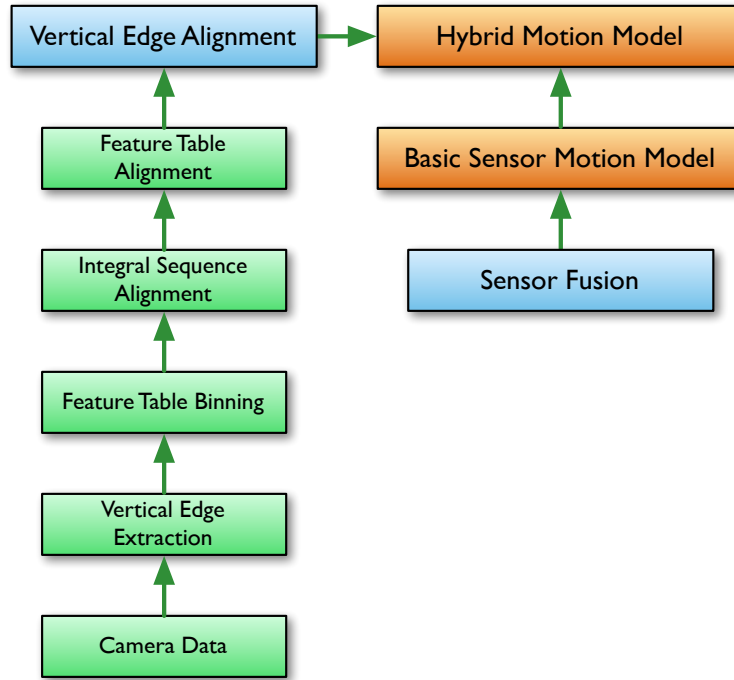 Vertical Edge Alignment
Hybrid Motion Model
Feature Table
Alignment
Basic Sensor Motion Model
Integral Sequence
Alignment
Sensor Fusion
Feature Table Binning
Vertical Edge
Extraction
Camera Data